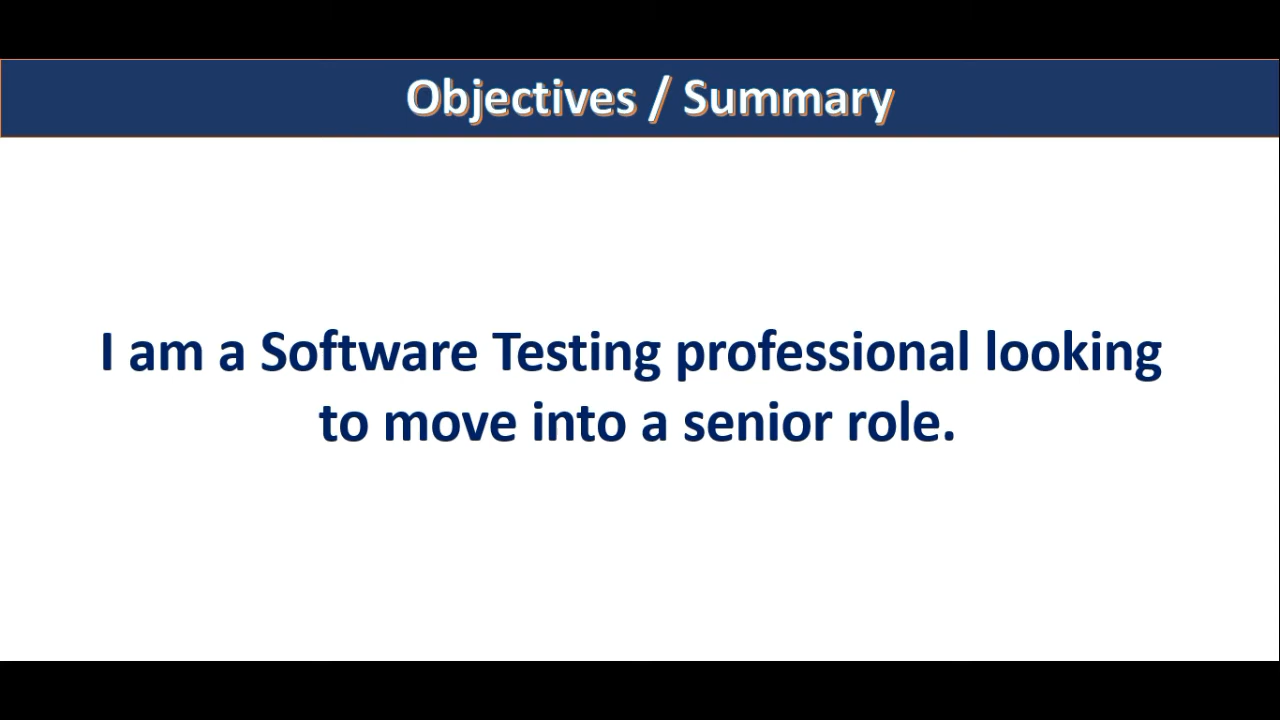 Objectives / Summary
I am a Software Testing professional looking
to move into a senior role.